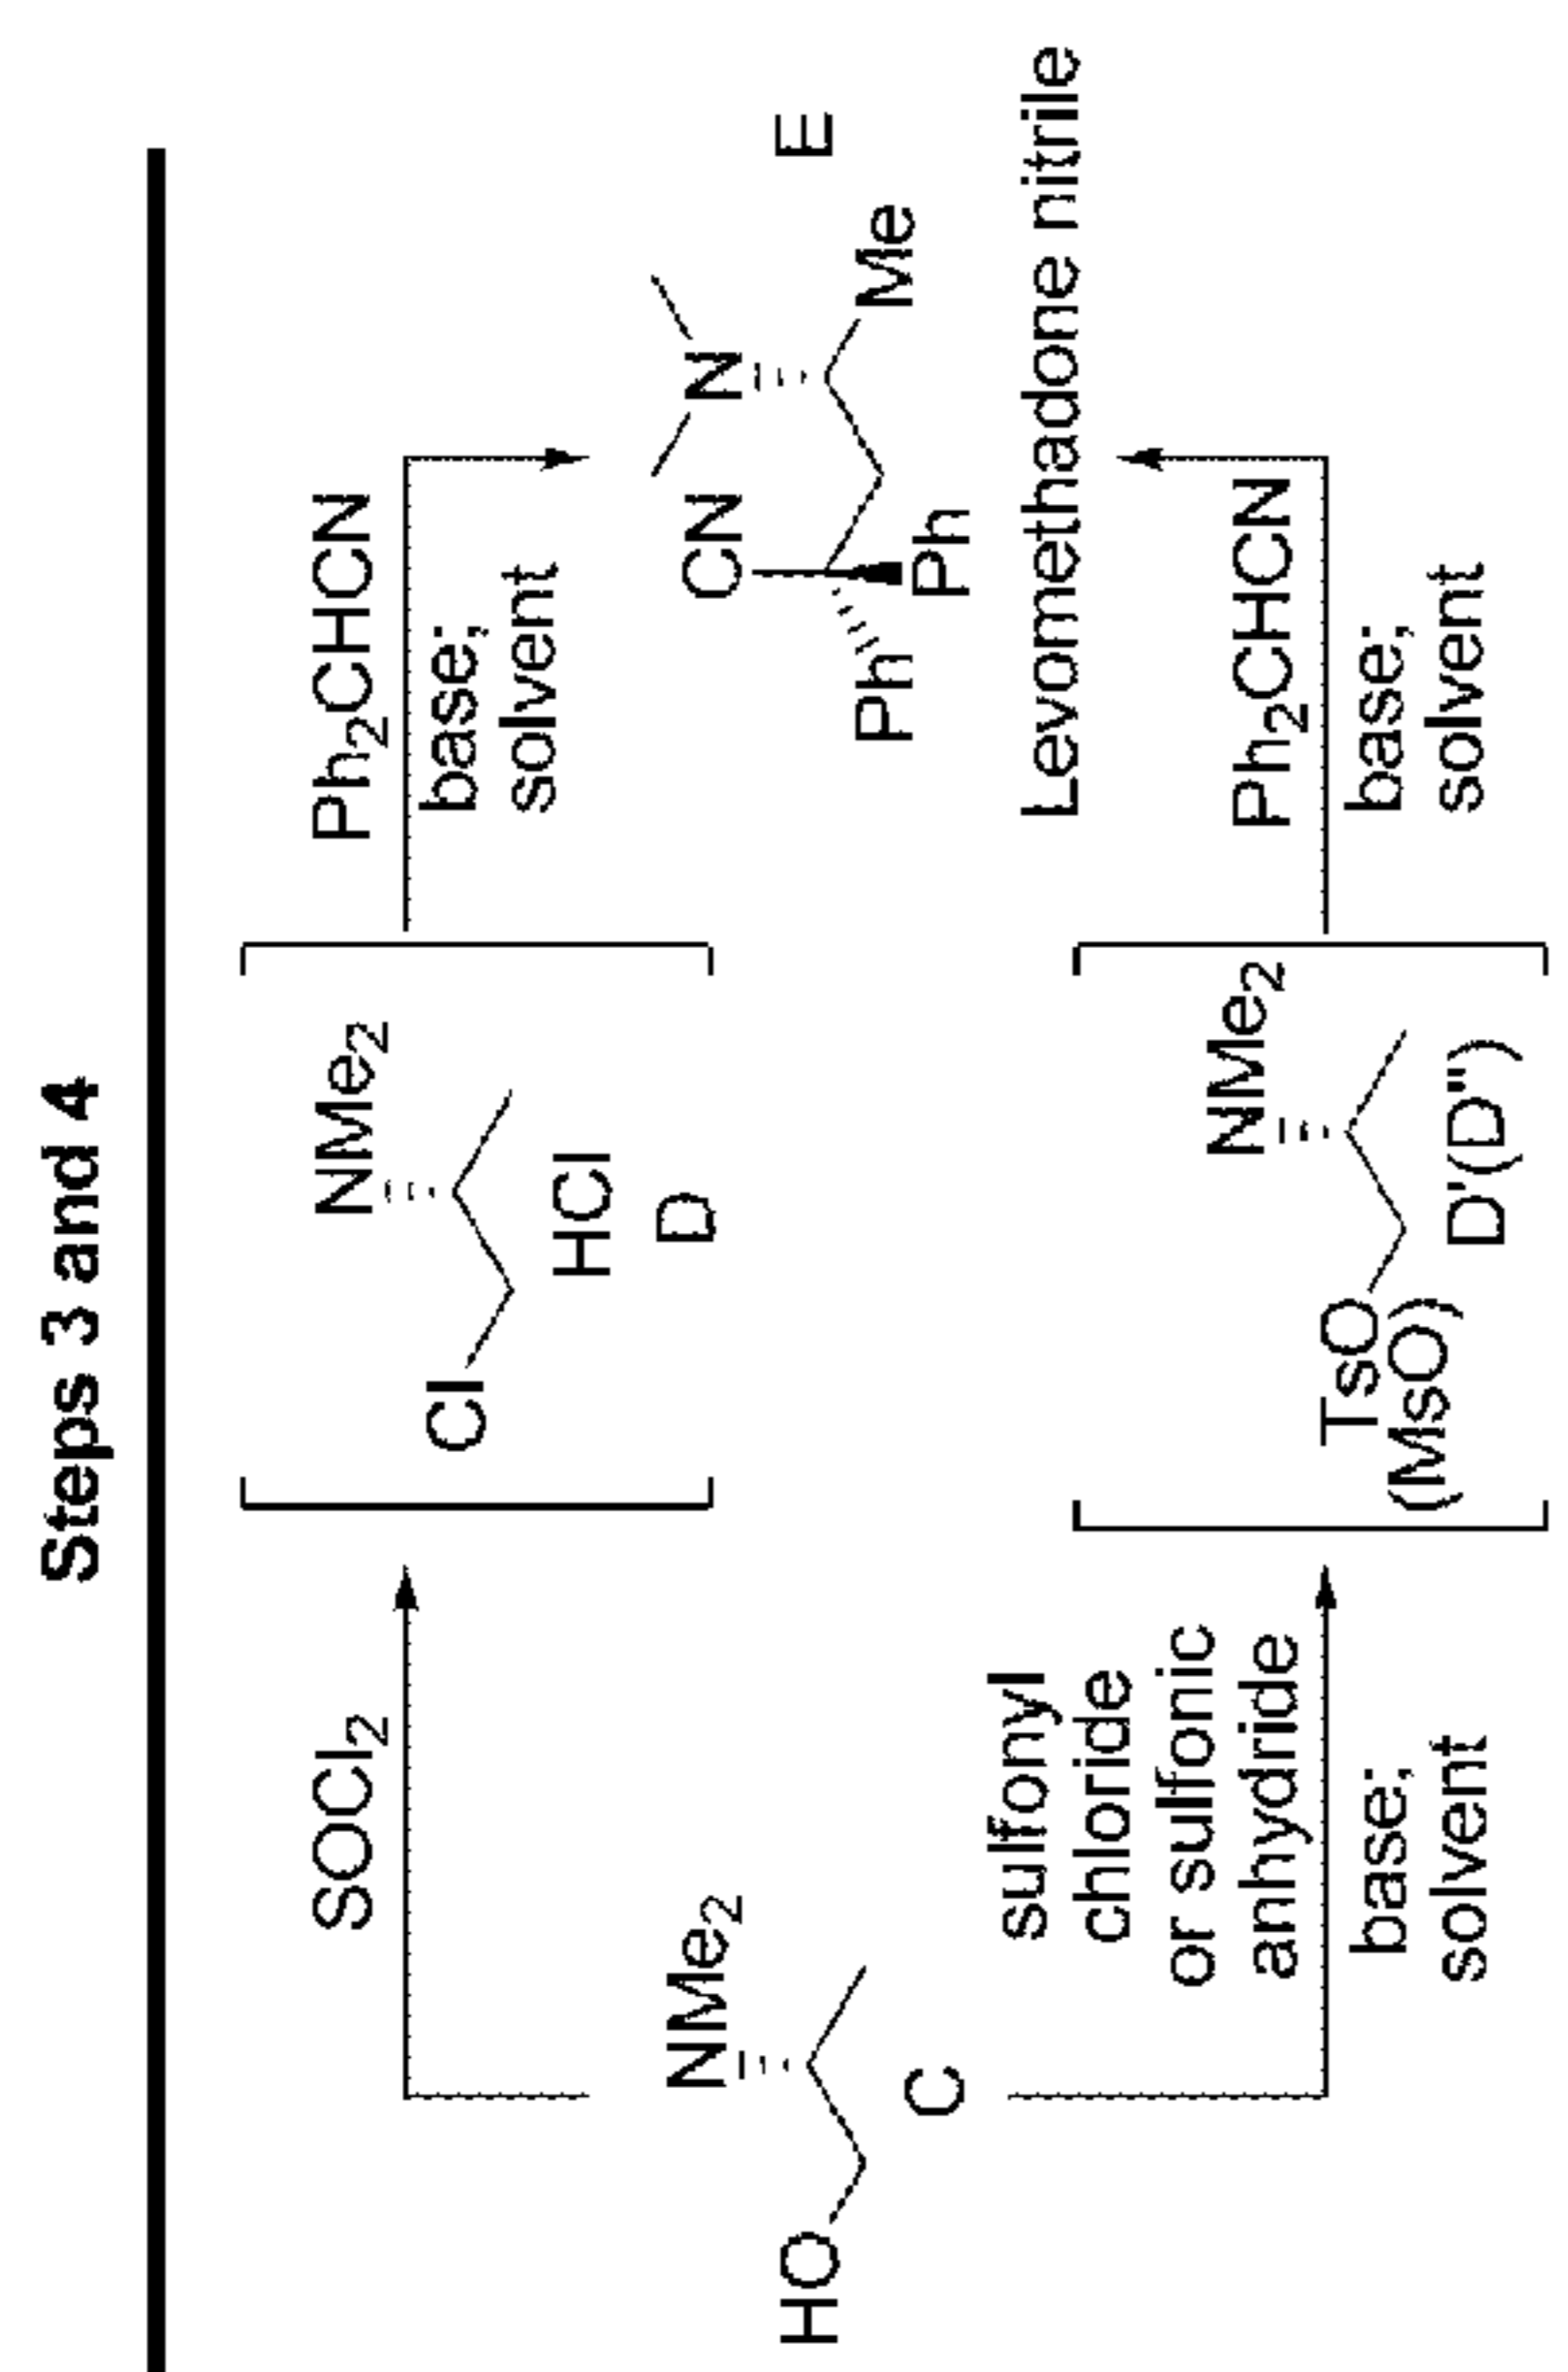 Steps 3 and 4
SOCl2
NMe2
Cl
HCl
D
Ph2CHCN
base;
solvent
NMe2
HO
C
CN
N
Ph
Ph
Me
E
Levomethadone nitrile
sulfonyl
chloride
or sulfonic
anhydride
base;
solvent
NMe2
TsO
(MsO)
D'(D")
Ph2CHCN
base;
solvent